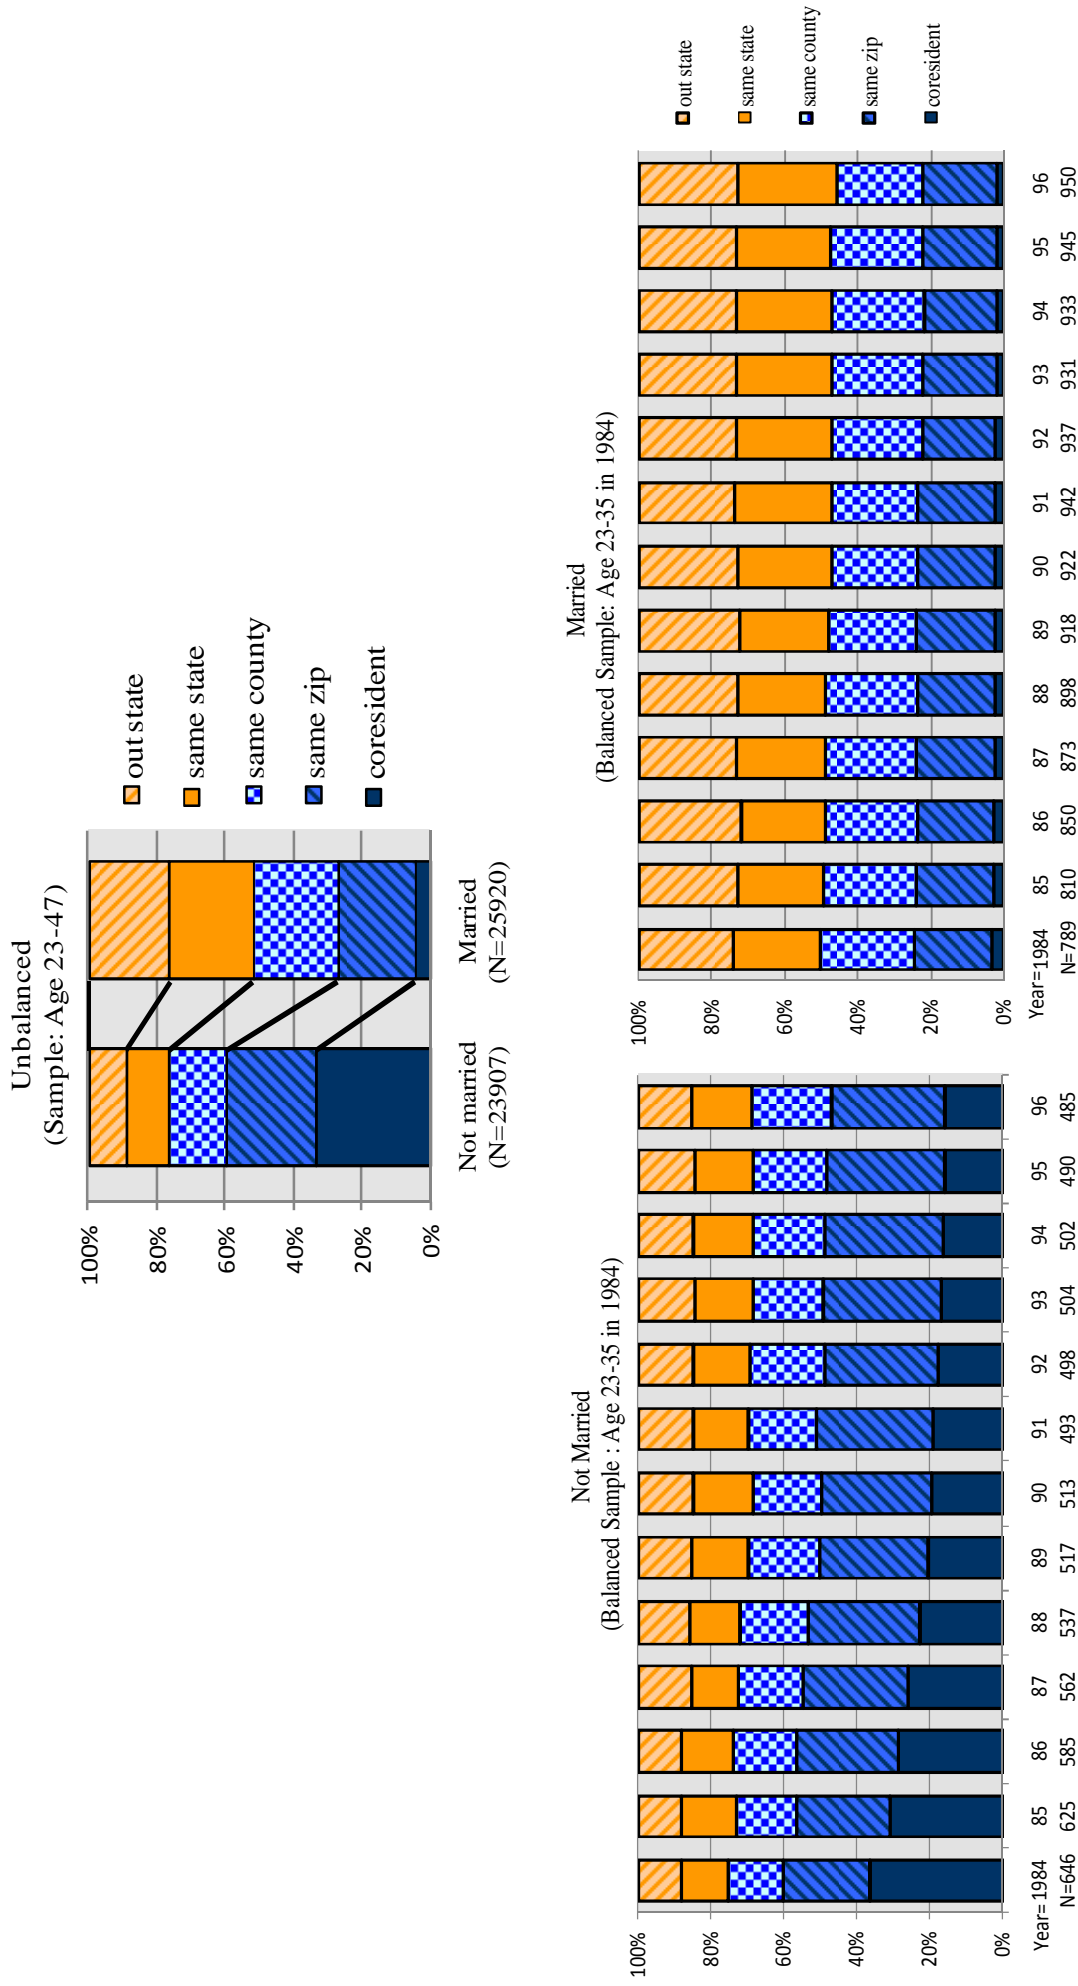 Unbalanced
(Sample: Age 23-47)
100%
80%
60%
40%
20%
0%
Not married
(N=23907)
Married
(N=25920)
out state
same state
same county
same zip
coresident
Not Married
(Balanced Sample : Age 23-35 in 1984)
100%
80%
60%
40%
20%
0%
Year=1984 85 86 87 88 89 90 91 92 93 94 95 96
N=646 625 585 562 537 517 513 493 498 504 502 490 485
Married
(Balanced Sample: Age 23-35 in 1984)
100%
80%
60%
40%
20%
0%
Year=1984 85 86 87 88 89 90 91 92 93 94 95 96
N=789 810 850 873 898 918 922 942 937 931 933 945 950
out state
same state
same county
same zip
coresident